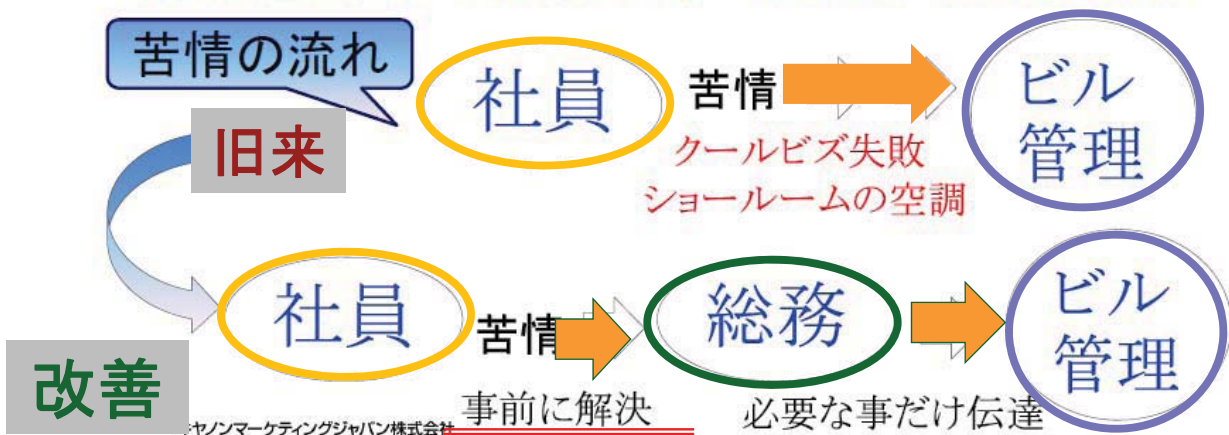 苦情の流れ
旧来
社員
苦情
クールビズ失敗
ショールームの空調
ビル
管理
改善
社員
苦情
事前に解決
総務
必要な事だけ伝達
ビル
管理
キヤノンマーケティングジャパン株式会社